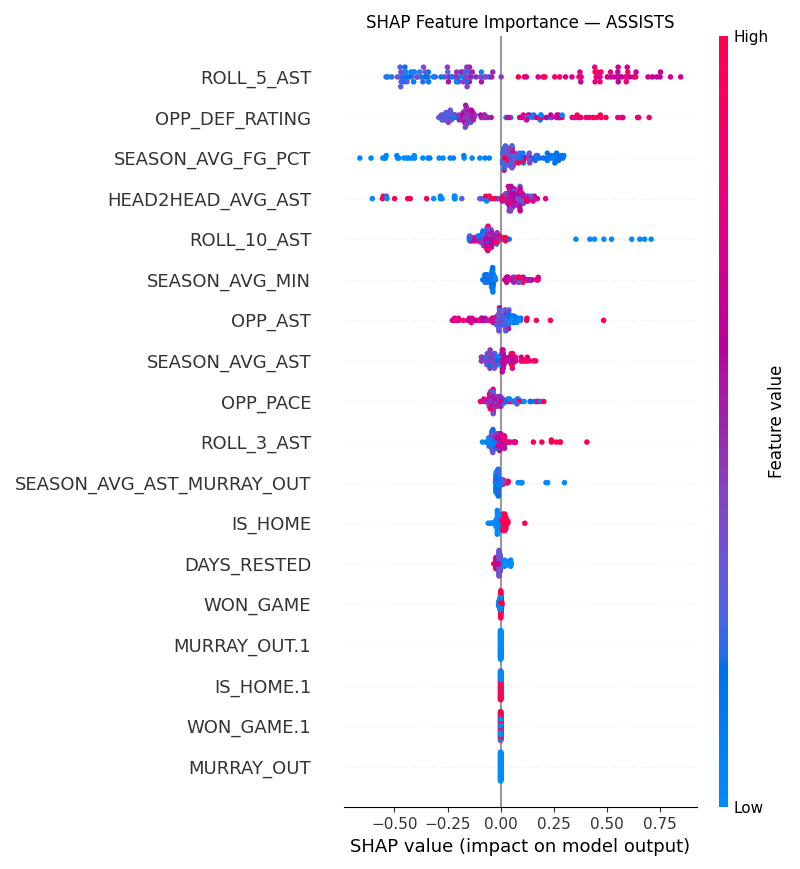 SHAP Feature Importance — ASSISTS
High
ROLL_5_AST
OPP_DEF_RATING
SEASON_AVG_FG_PCT
HEAD2HEAD_AVG_AST
ROLL_10_AST
SEASON_AVG_MIN
OPP_AST
SEASON_AVG_AST
OPP_PACE
ROLL_3_AST
SEASON_AVG_AST_MURRAY_OUT
IS_HOME
DAYS_RESTED
WON_GAME
MURRAY_OUT.1
IS_HOME.1
WON_GAME.1
MURRAY_OUT
Feature value
Low
−0.50 −0.25 0.00 0.25 0.50 0.75
SHAP value (impact on model output)